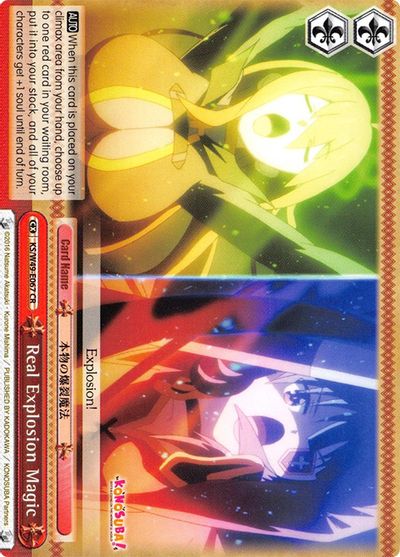 AUTO When this card is placed on your
climax area from your hand, choose up
to one red card in your waiting room,
put it into your stock, and all of your
characters get +1 soul until end of turn.
Explosion!
KONOSUBA!
Card Name
本物の爆裂魔法
CX
KS/W49-E067 CR
Real Explosion Magic
©2016 Natsume Akatsuki・Kurone Mishima / PUBLISHED BY KADOKAWA / KONOSUBA Partners